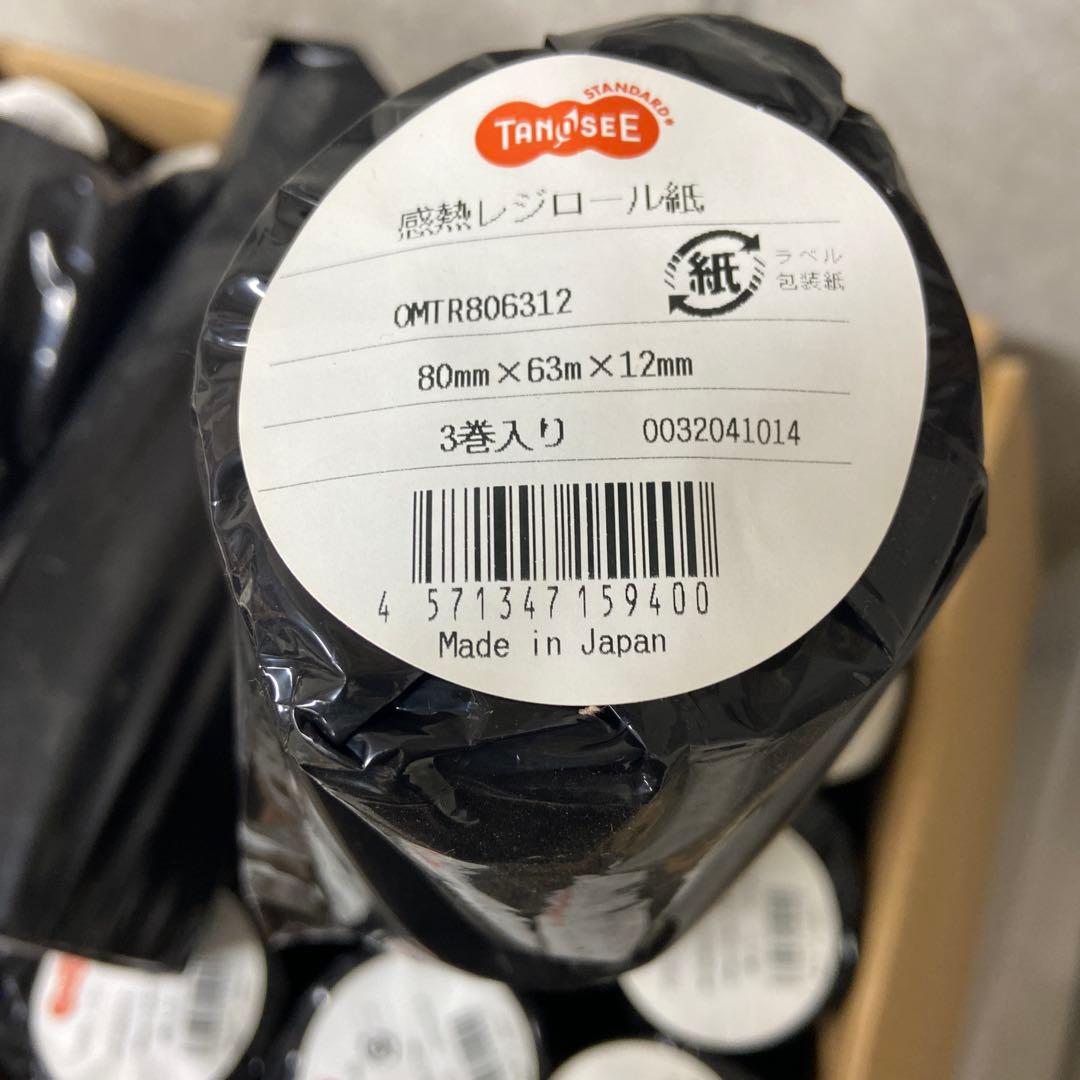 STANDARD#
TANOSEE
感熱レジロール紙
紙
ラベル
包装紙
OMTR806312
80mm×63m×12mm
3巻入り 0032041014
4 571347 159400
Made in Japan